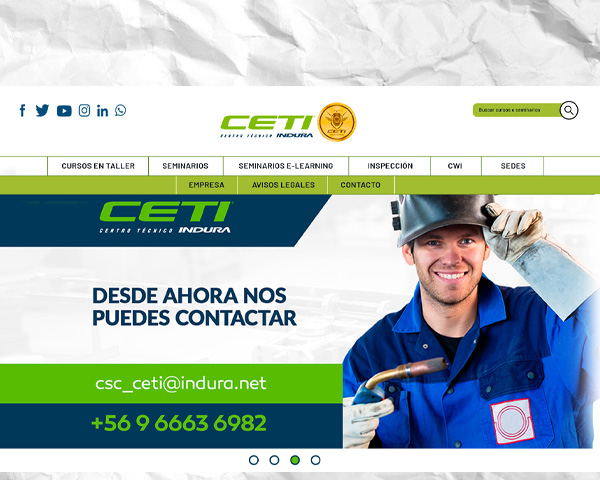 CETI
CENTRO TÉCNICO INDURA
CETI
Buscar cursos o seminarios
CURSOS EN TALLER
SEMINARIOS
SEMINARIOS E-LEARNING
INSPECCIÓN
CWI
SEDES
EMPRESA
AVISOS LEGALES
CONTACTO
CETI
CENTRO TÉCNICO INDURA
DESDE AHORA NOS
PUEDES CONTACTAR
csc_ceti@indura.net
+56 9 6663 6982